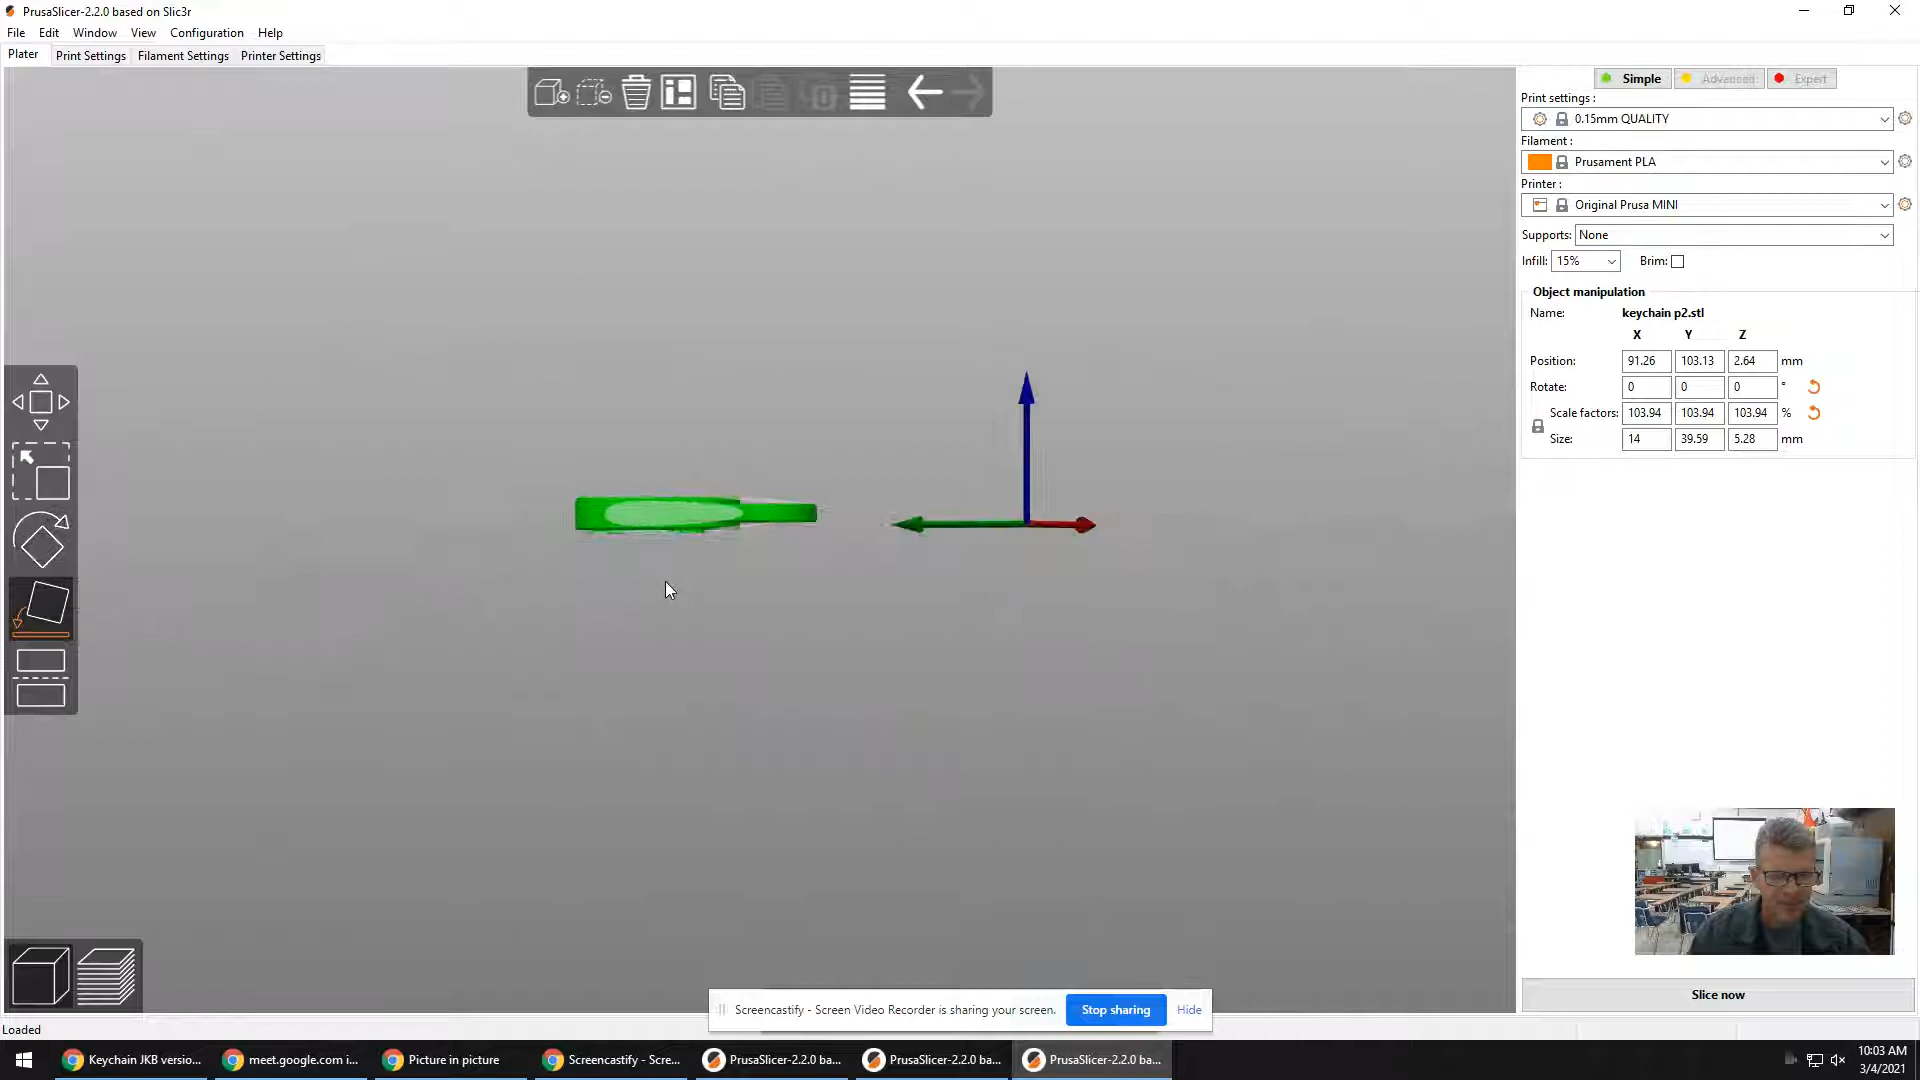 PrusaSlicer-2.2.0 based on Slic3r
File Edit Window View Configuration Help
Plater Print Settings Filament Settings Printer Settings
Simple Advanced Expert
Print settings :
0.15mm QUALITY
Filament :
Prusament PLA
Printer :
Original Prusa MINI
Supports: None
Infill: 15% Brim:
Object manipulation
Name: keychain p2.stl
X Y Z
Position: 91.26 103.13 2.64 mm
Rotate: 0 0 0 °
Scale factors: 103.94 103.94 103.94 %
Size: 14 39.59 5.28 mm
Slice now
Screencastify - Screen Video Recorder is sharing your screen. Stop sharing Hide
Loaded
Keychain JKB versio... meet.google.com i... Picture in picture Screencastify - Scre... PrusaSlicer-2.2.0 ba... PrusaSlicer-2.2.0 ba... PrusaSlicer-2.2.0 ba...
10:03 AM
3/4/2021